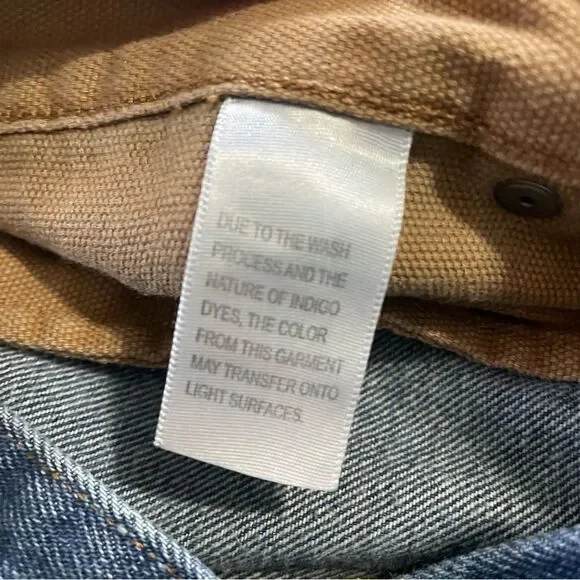 DUE TO THE WASH
PROCESS AND THE
NATURE OF INDIGO
DYES, THE COLOR
FROM THIS GARMENT
MAY TRANSFER ONTO
LIGHT SURFACES.